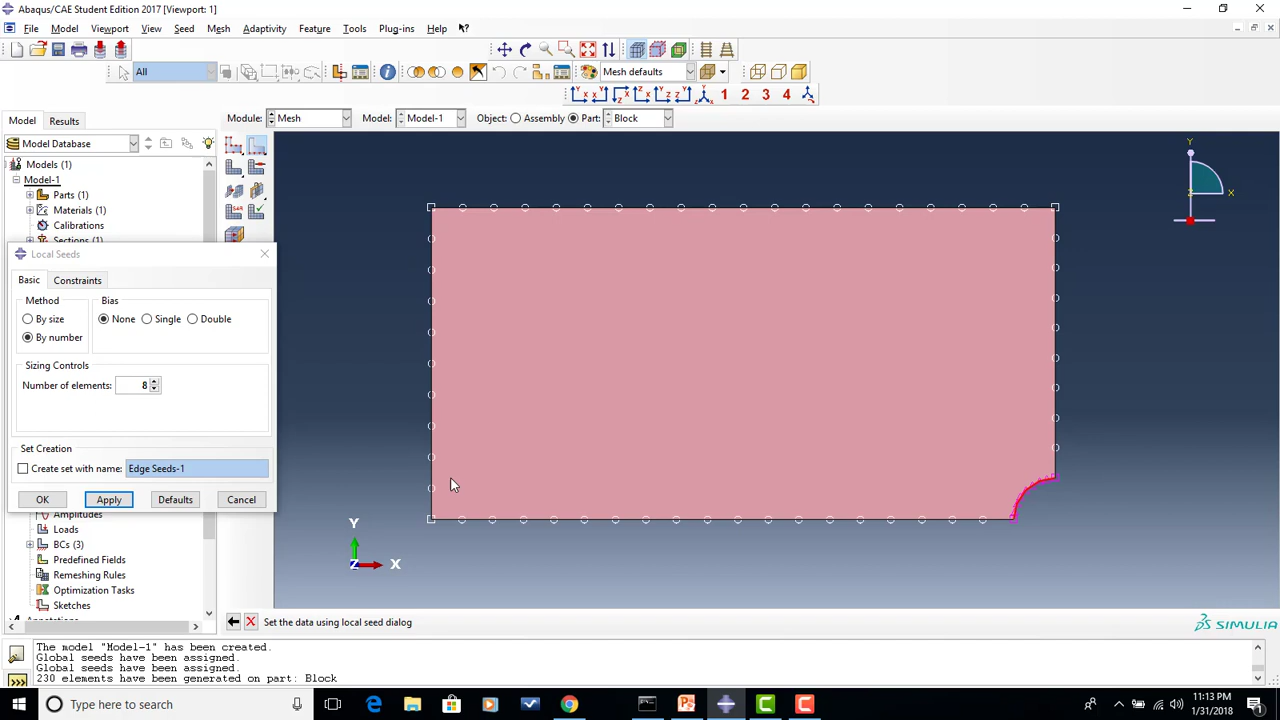 Abaqus/CAE Student Edition 2017 [Viewport: 1]
File Model Viewport View Seed Mesh Adaptivity Feature Tools Plug-ins Help
All
Mesh defaults
1 2 3 4
Model Results
Module: Mesh Model: Model-1 Object: Assembly Part: Block
Model Database
Models (1)
Model-1
Parts (1)
Materials (1)
Calibrations
Sections (1)
Local Seeds
Basic Constraints
Method Bias
By size None Single Double
By number
Sizing Controls
Number of elements: 8
Set Creation
Create set with name: Edge Seeds-1
OK Apply Defaults Cancel
Amplitudes
Loads
BCs (3)
Predefined Fields
Remeshing Rules
Optimization Tasks
Sketches
Y
X
Z
Y
Z
X
Set the data using local seed dialog
SIMULIA
The model "Model-1" has been created.
Global seeds have been assigned.
Global seeds have been assigned.
230 elements have been generated on part: Block
Type here to search
11:13 PM
1/31/2018